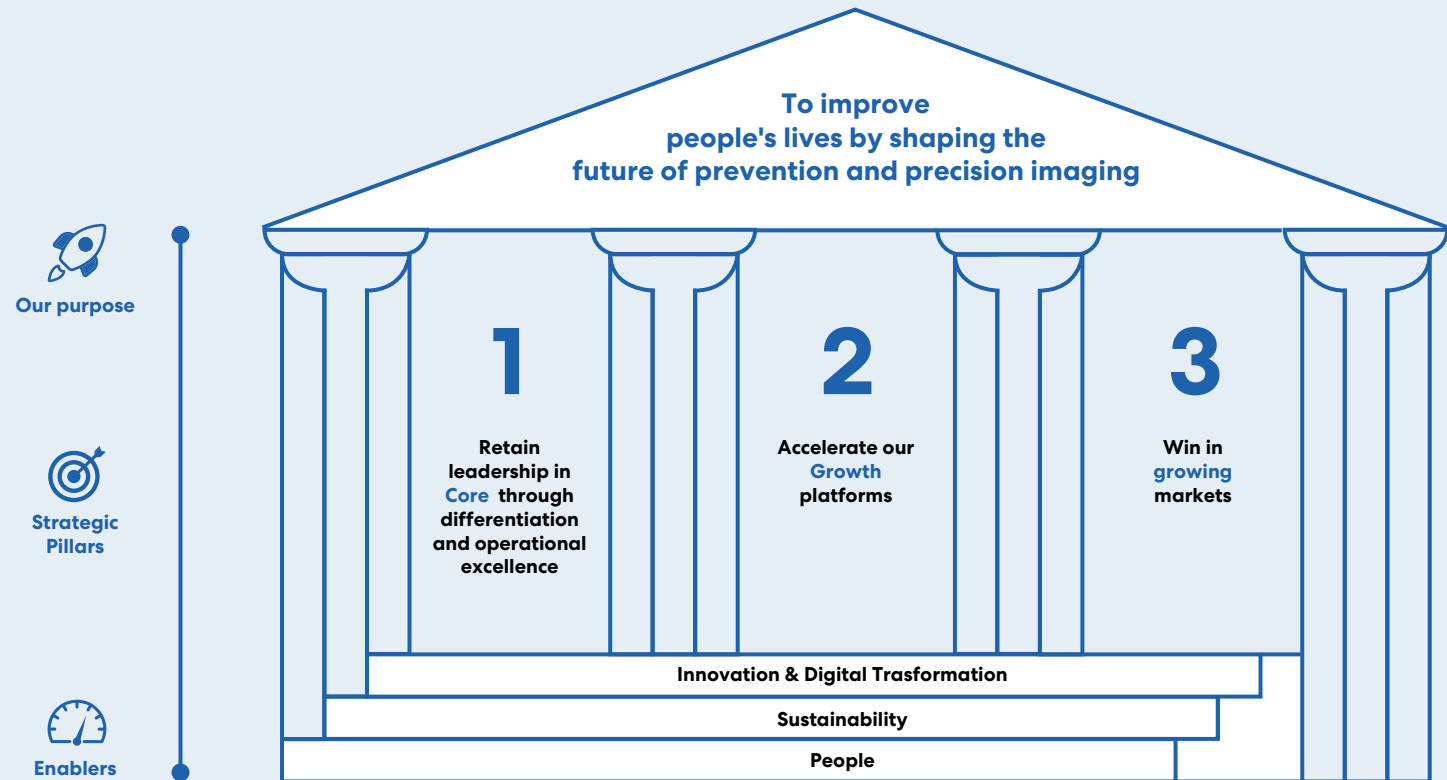 To improve
people's lives by shaping the
future of prevention and precision imaging
Our purpose
1
Retain
leadership in
Core through
differentiation
and operational
excellence
2
Accelerate our
Growth
platforms
3
Win in
growing
markets
Strategic
Pillars
Innovation & Digital Trasformation
Sustainability
People
Enablers